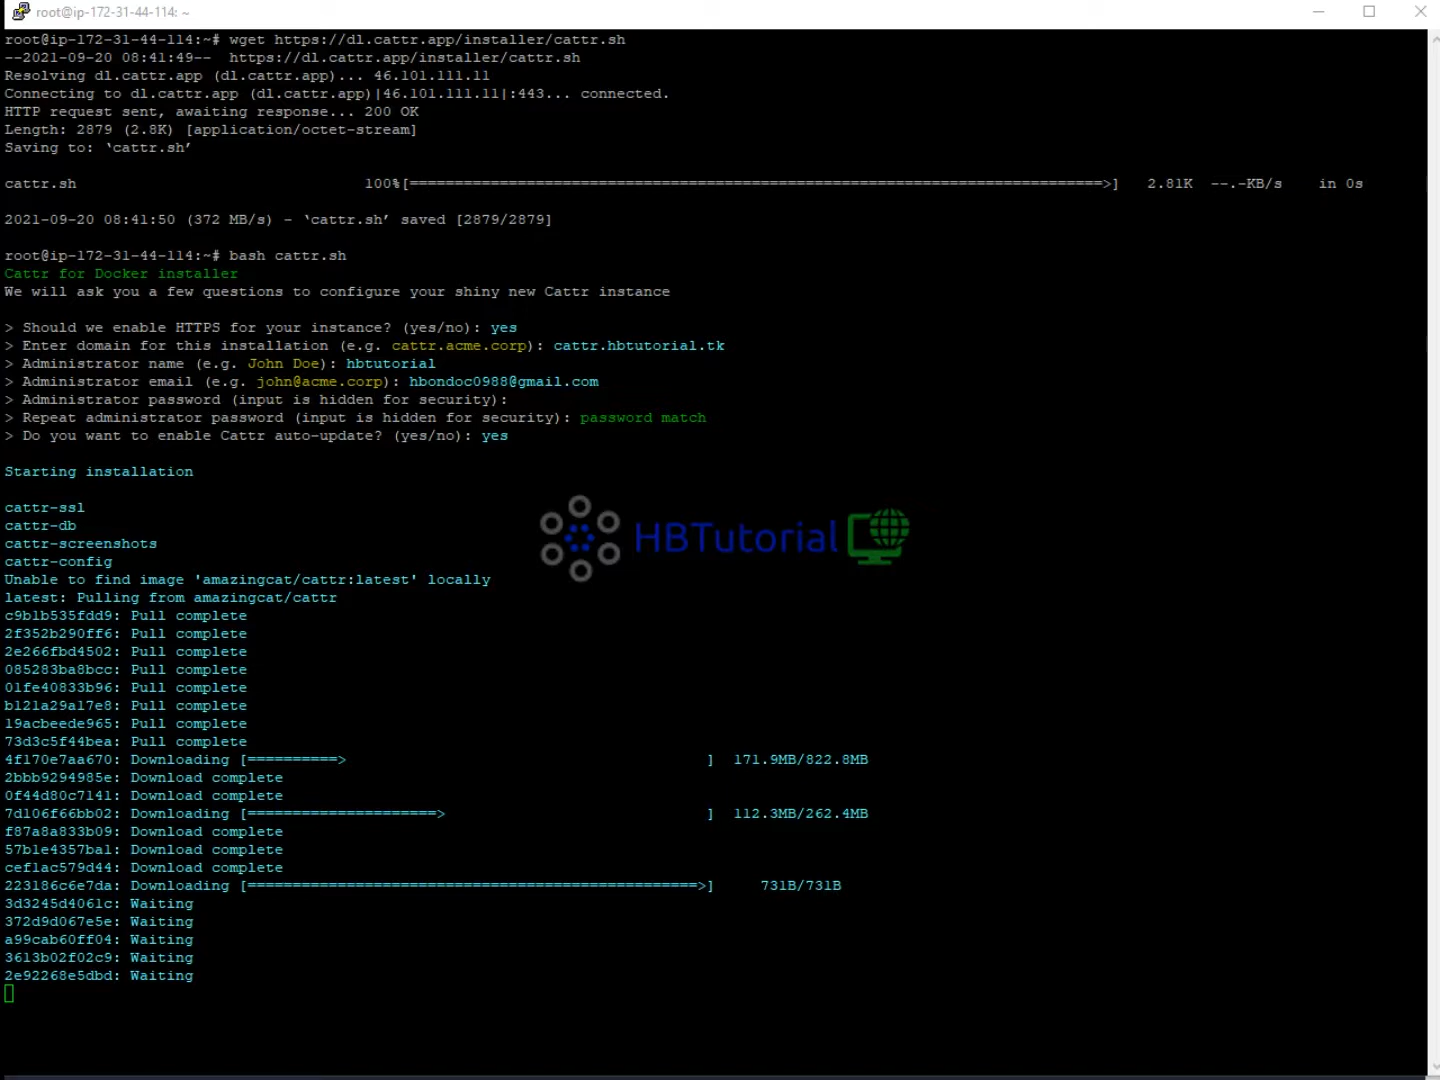 root@ip-172-31-44-114: ~
root@ip-172-31-44-114:~# wget https://dl.cattr.app/installer/cattr.sh
--2021-09-20 08:41:49--  https://dl.cattr.app/installer/cattr.sh
Resolving dl.cattr.app (dl.cattr.app)... 46.101.111.11
Connecting to dl.cattr.app (dl.cattr.app)|46.101.111.11|:443... connected.
HTTP request sent, awaiting response... 200 OK
Length: 2879 (2.8K) [application/octet-stream]
Saving to: ‘cattr.sh’
cattr.sh 100%[=============================================================================>] 2.81K --.-KB/s in 0s
2021-09-20 08:41:50 (372 MB/s) - ‘cattr.sh’ saved [2879/2879]
root@ip-172-31-44-114:~# bash cattr.sh
Cattr for Docker installer
We will ask you a few questions to configure your shiny new Cattr instance
> Should we enable HTTPS for your instance? (yes/no): yes
> Enter domain for this installation (e.g. cattr.acme.corp): cattr.hbtutorial.tk
> Administrator name (e.g. John Doe): hbtutorial
> Administrator email (e.g. john@acme.corp): hbondoc0988@gmail.com
> Administrator password (input is hidden for security):
> Repeat administrator password (input is hidden for security): password match
> Do you want to enable Cattr auto-update? (yes/no): yes
Starting installation
cattr-ssl
cattr-db
cattr-screenshots
cattr-config
HBTutorial
Unable to find image 'amazingcat/cattr:latest' locally
latest: Pulling from amazingcat/cattr
c9b1b535fdd9: Pull complete
2f352b290ff6: Pull complete
2e266fbd4502: Pull complete
085283ba8bcc: Pull complete
01fe40833b96: Pull complete
b121a29a17e8: Pull complete
19acbeede965: Pull complete
73d3c5f44bea: Pull complete
4f170e7aa670: Downloading [==========>                                        ]  171.9MB/822.8MB
2bbb9294985e: Download complete
0f44d80c7141: Download complete
7d106f66bb02: Downloading [=====================>                             ]  112.3MB/262.4MB
f87a8a833b09: Download complete
57b1e4357ba1: Download complete
cef1ac579d44: Download complete
223186c6e7da: Downloading [==================================================>]     731B/731B
3d3245d4061c: Waiting
372d9d067e5e: Waiting
a99cab60ff04: Waiting
3613b02f02c9: Waiting
2e92268e5dbd: Waiting